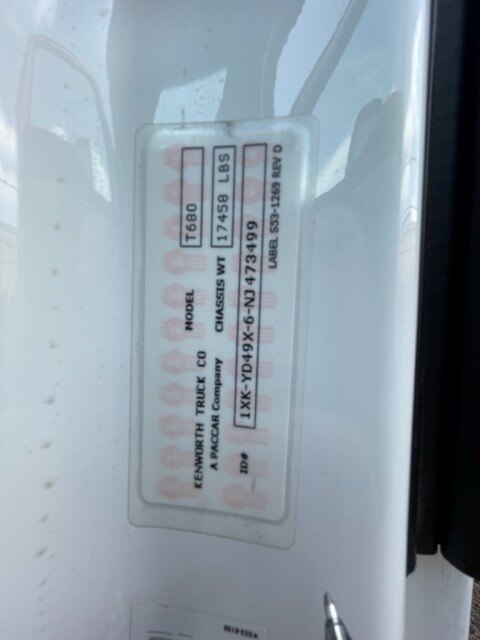 KENWORTH TRUCK CO MODEL T680
A PACCAR Company CHASSIS WT 17458 LBS
ID# 1XK-YD49X-6-NJ473499
LABEL S53-1269 REV D